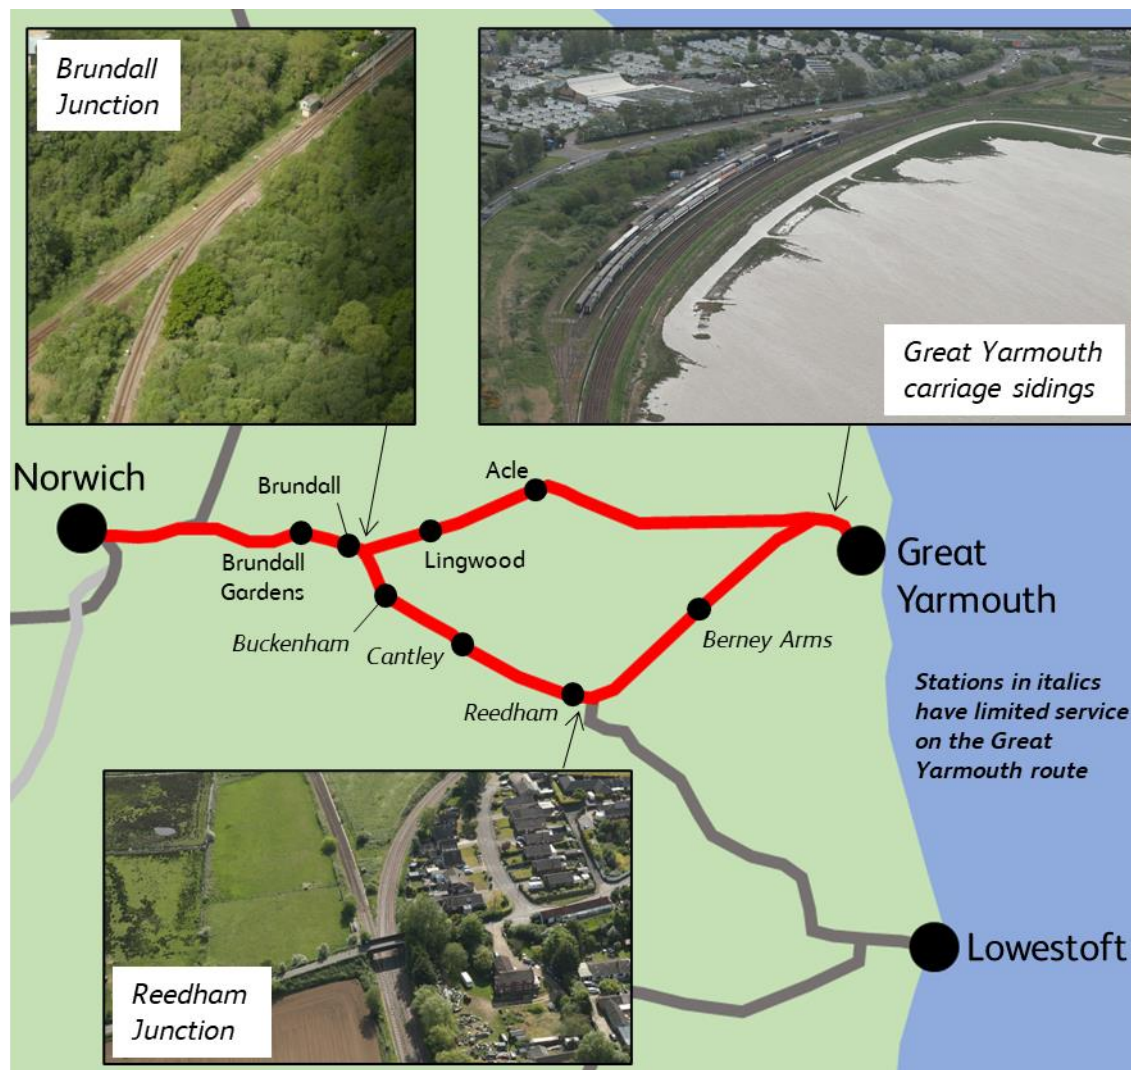 Brundall
Junction
Great Yarmouth
carriage sidings
Norwich
Brundall
Acle
Brundall
Gardens
Lingwood
Great
Yarmouth
Buckenham
Cantley
Berney Arms
Reedham
Stations in italics
have limited service
on the Great
Yarmouth route
Reedham
Junction
Lowestoft